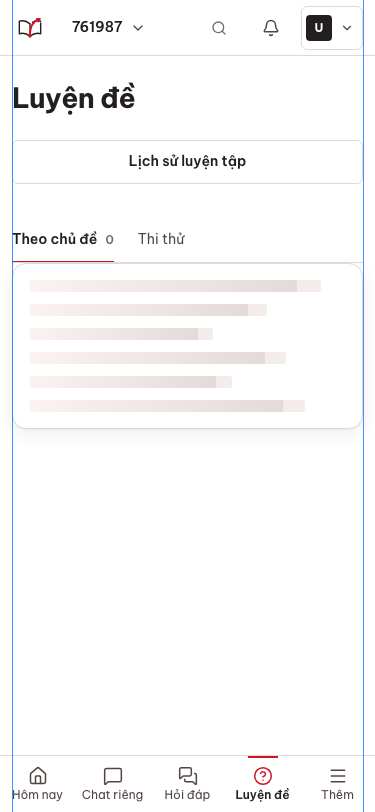 761987
U
Luyện đề
Lịch sử luyện tập
Theo chủ đề 0 Thi thử
Hôm nay Chat riêng Hỏi đáp Luyện đề Thêm